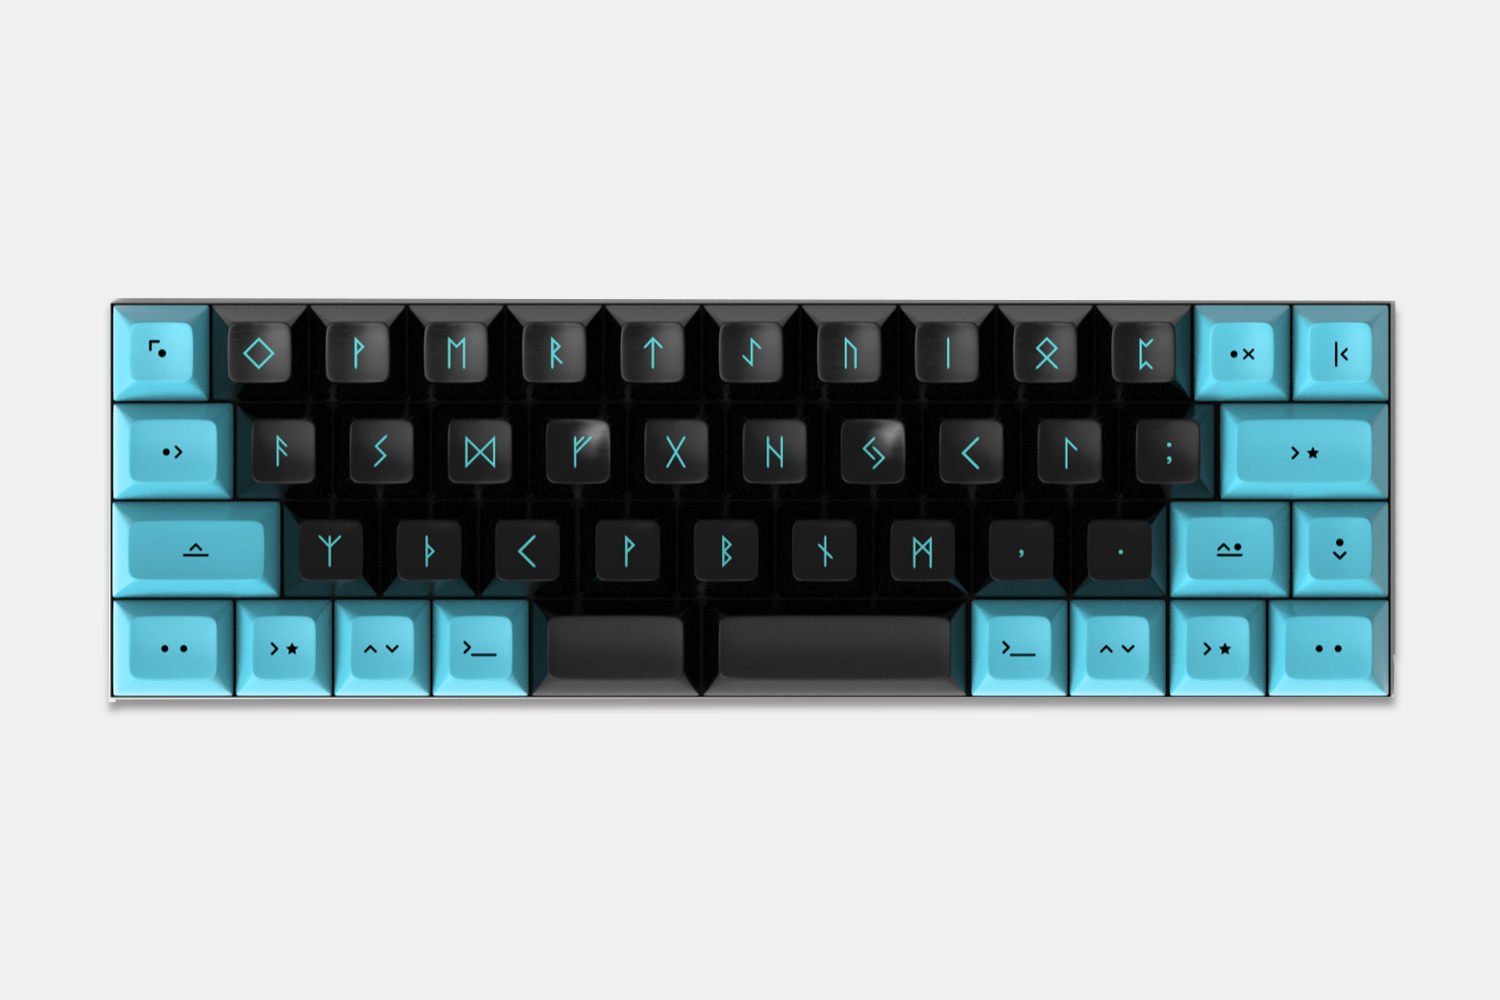 ᛜ ᚹ ᛖ ᚱ ᛏ ᛇ ᚢ ᛁ ᛟ ᛈ
ᚨ ᛊ ᛞ ᚠ ᚷ ᚺ ᛃ ᚲ ᛚ ;
ᛉ ᚦ ᚲ ᚹ ᛒ ᚾ ᛗ , .